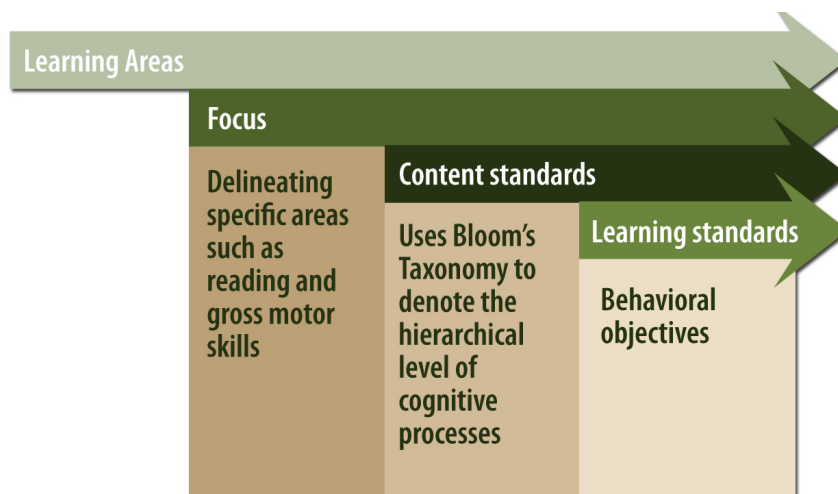 Learning Areas
Focus
Delineating
specific areas
such as
reading and
gross motor
skills
Content standards
Uses Bloom’s
Taxonomy to
denote the
hierarchical
level of
cognitive
processes
Learning standards
Behavioral
objectives